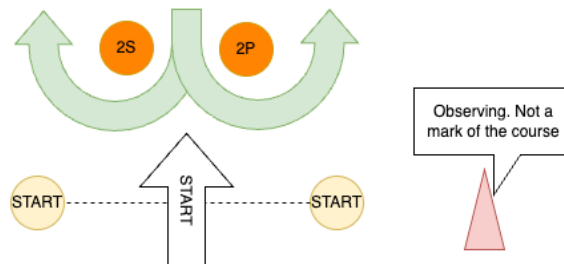 2S
2P
Observing. Not a
mark of the course
START
START
START